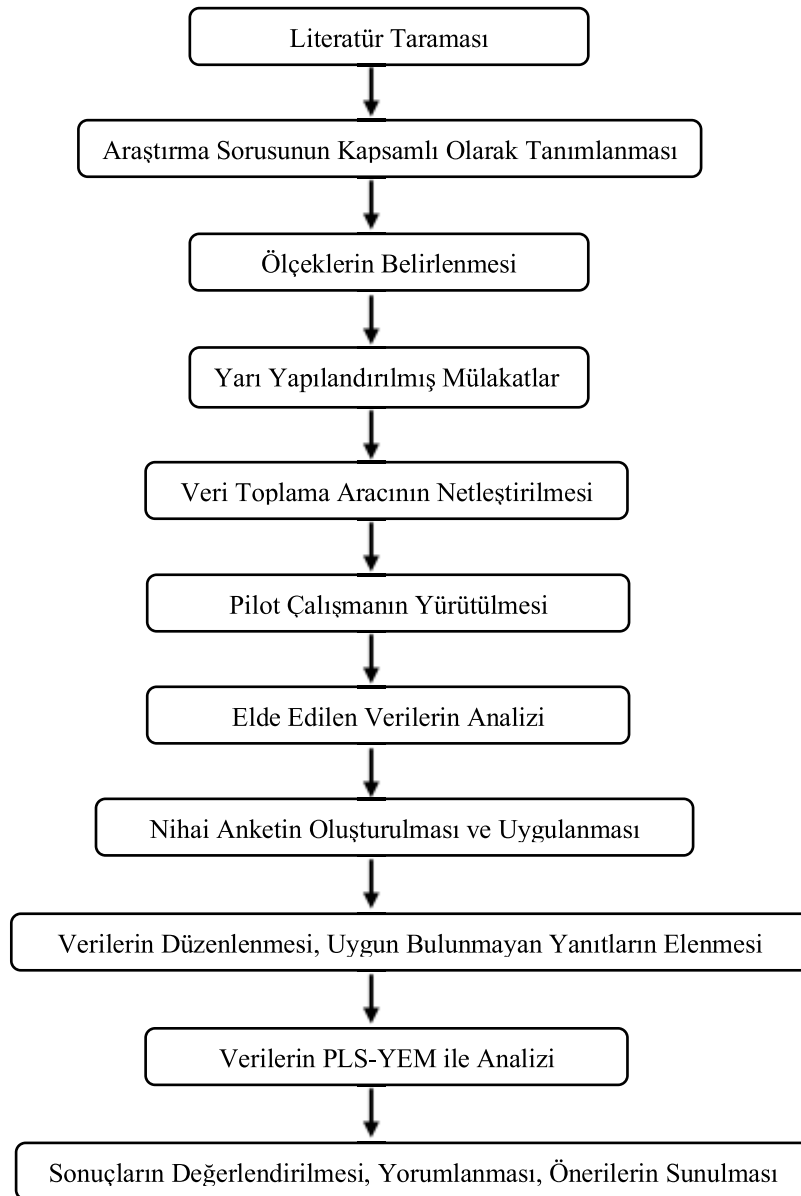 Literatür Taraması
Araştırma Sorusunun Kapsamlı Olarak Tanımlanması
Ölçeklerin Belirlenmesi
Yarı Yapılandırılmış Mülakatlar
Veri Toplama Aracının Netleştirilmesi
Pilot Çalışmanın Yürütülmesi
Elde Edilen Verilerin Analizi
Nihai Anketin Oluşturulması ve Uygulanması
Verilerin Düzenlenmesi, Uygun Bulunmayan Yanıtların Elenmesi
Verilerin PLS-YEM ile Analizi
Sonuçların Değerlendirilmesi, Yorumlanması, Önerilerin Sunulması